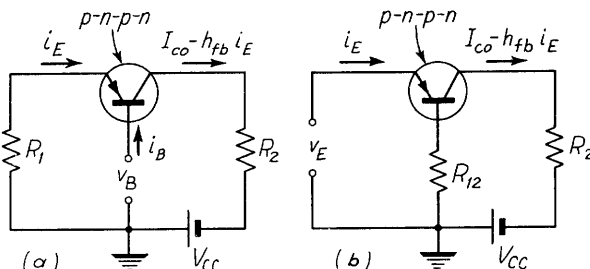 p-n-p-n
i_E
I_co-h_fb i_E
R_1
i_B
v_B
R_2
V_CC
(a)
p-n-p-n
i_E
I_co-h_fb i_E
v_E
R_12
R_2
V_CC
(b)